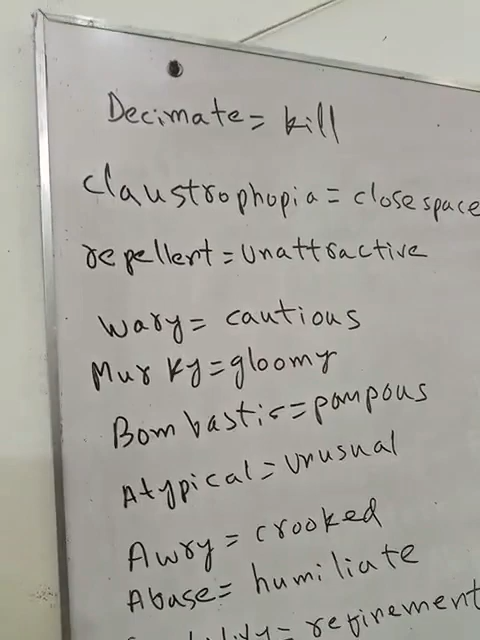 Decimate = kill
Claustrophopia = close space
repellent = unattractive
Wary = cautious
Murky = gloomy
Bombastic = pompous
Atypical = unusual
Awry = crooked
Abase = humiliate
= refinement